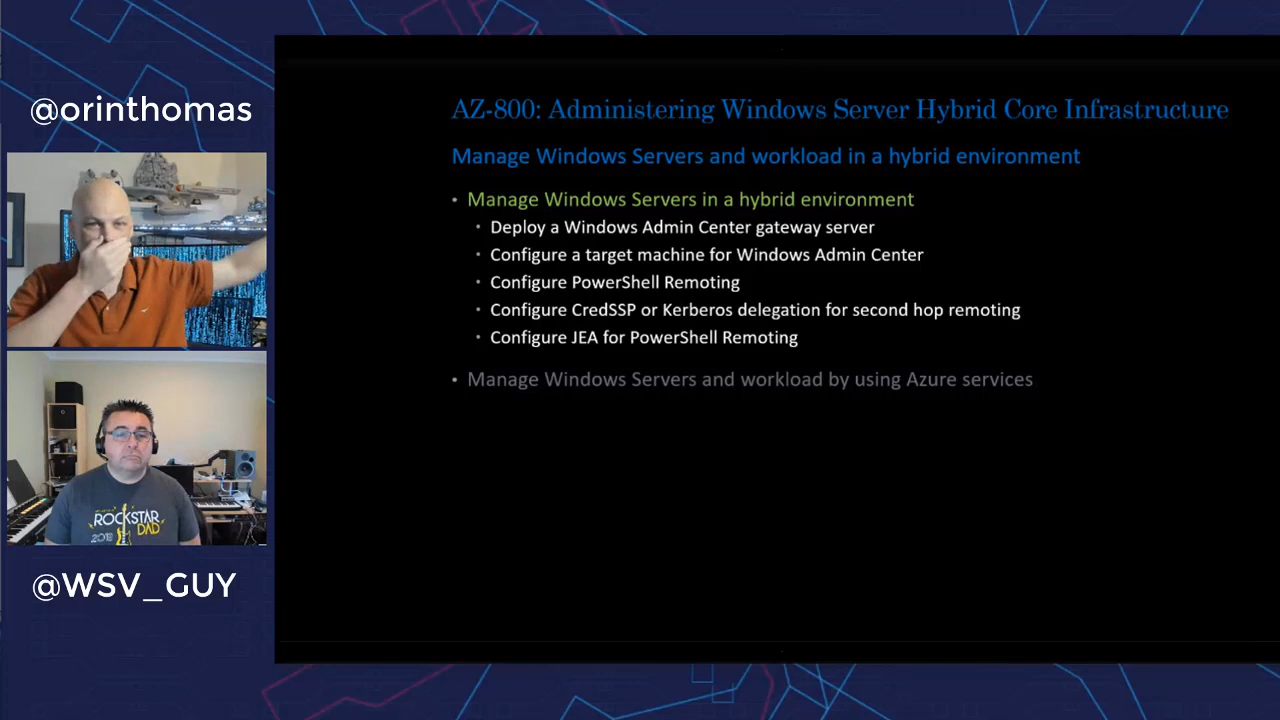 @orinthomas
AZ-800: Administering Windows Server Hybrid Core Infrastructure
Manage Windows Servers and workload in a hybrid environment
• Manage Windows Servers in a hybrid environment
• Deploy a Windows Admin Center gateway server
• Configure a target machine for Windows Admin Center
• Configure PowerShell Remoting
• Configure CredSSP or Kerberos delegation for second hop remoting
• Configure JEA for PowerShell Remoting
• Manage Windows Servers and workload by using Azure services
ROCKSTAR
DAD
2018
@WSV_GUY